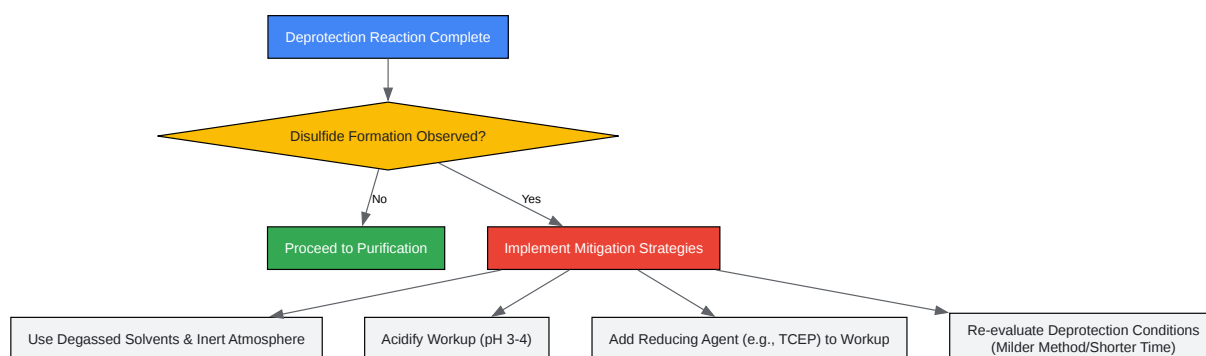 Deprotection Reaction Complete
Disulfide Formation Observed?
No
Yes
Proceed to Purification
Implement Mitigation Strategies
Use Degassed Solvents & Inert Atmosphere
Acidify Workup (pH 3-4)
Add Reducing Agent (e.g., TCEP) to Workup
Re-evaluate Deprotection Conditions
(Milder Method/Shorter Time)